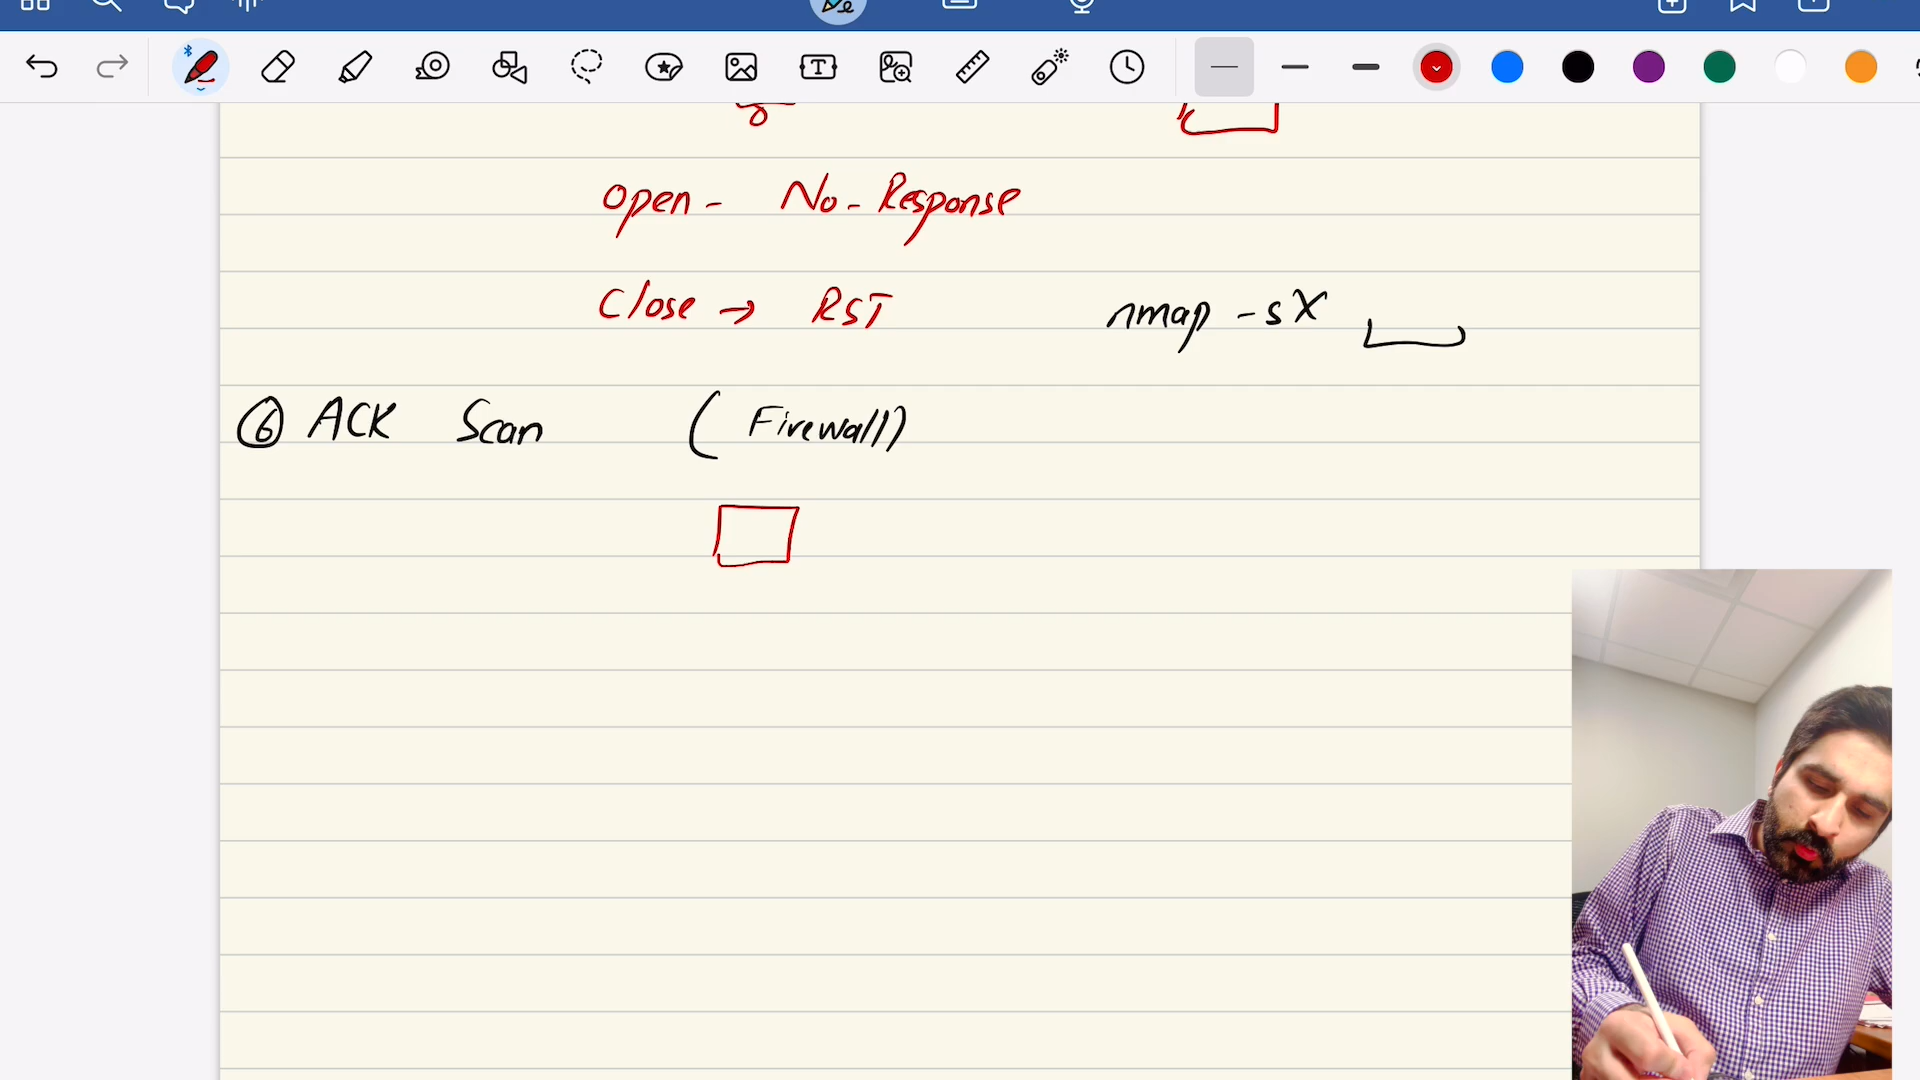 Open - No - Response
Close → RST nmap -sX
⑥ ACK Scan ( Firewall)